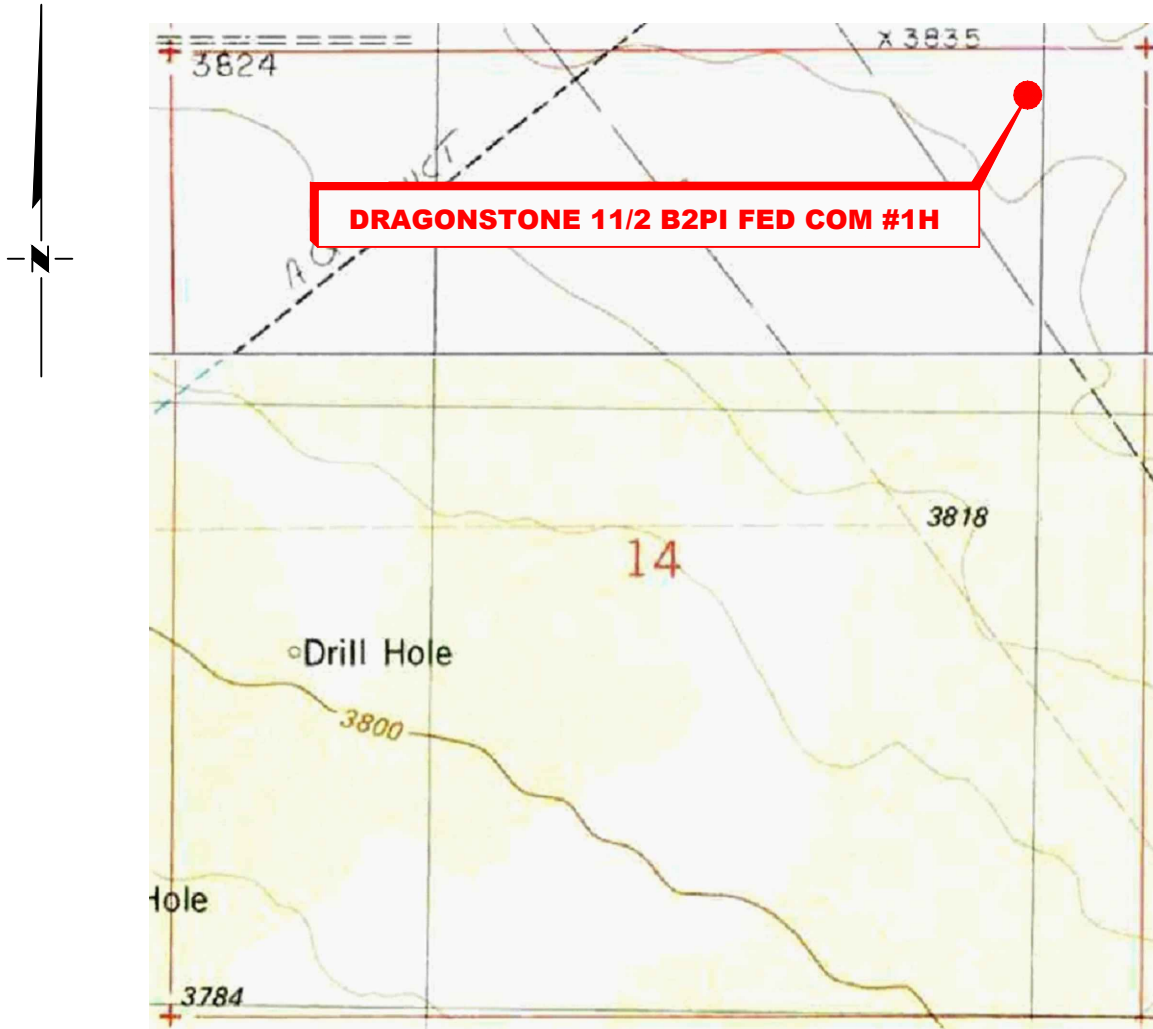 3824
X 3835
DRAGONSTONE 11/2 B2PI FED COM #1H
N
3818
14
Drill Hole
3800
Hole
3784